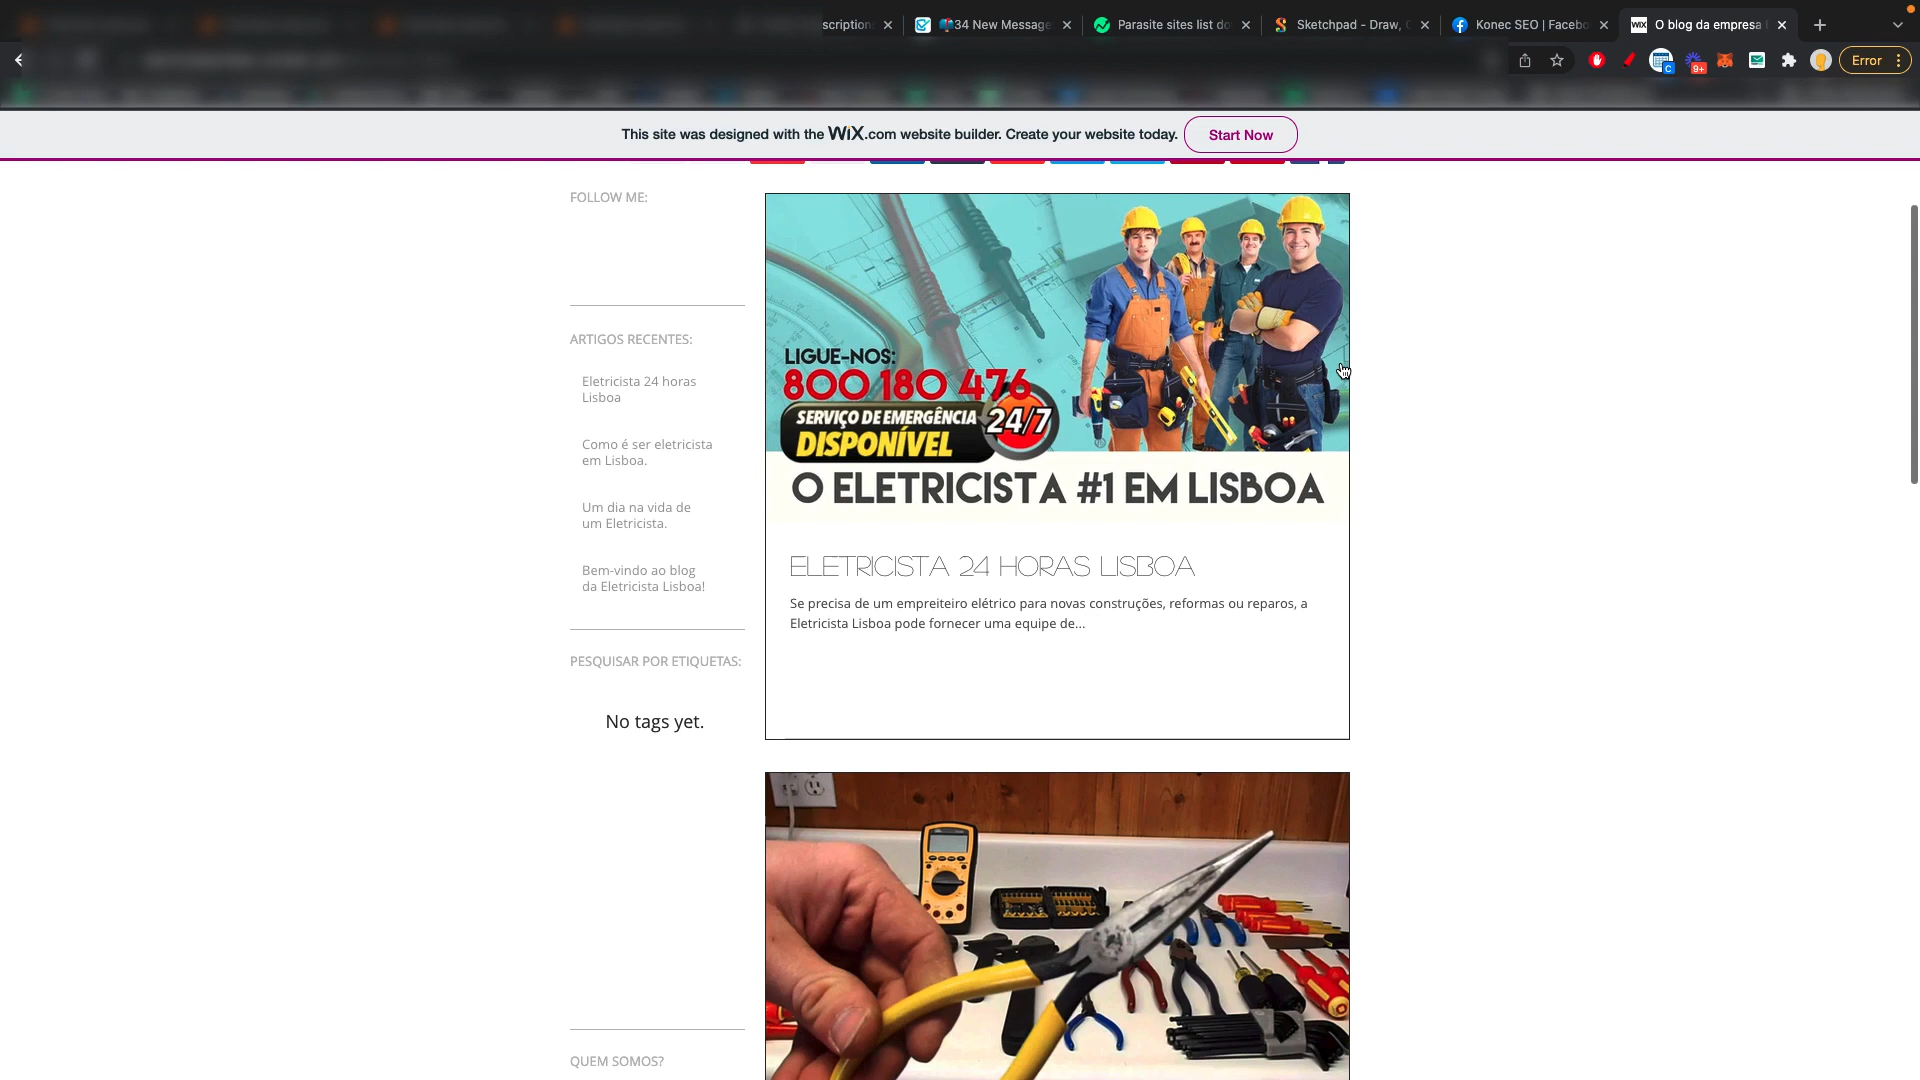 scription
34 New Message
Parasite sites list do
Sketchpad - Draw, C
Konec SEO | Facebo
WiX
O blog da empresa
C
9+
Error
This site was designed with the WiX.com website builder. Create your website today.
Start Now
FOLLOW ME:
ARTIGOS RECENTES:
Eletricista 24 horas
Lisboa
Como é ser eletricista
em Lisboa.
Um dia na vida de
um Eletricista.
Bem-vindo ao blog
da Eletricista Lisboa!
PESQUISAR POR ETIQUETAS:
No tags yet.
QUEM SOMOS?
LIGUE-NOS:
800 180 476
SERVIÇO DE EMERGÊNCIA
DISPONÍVEL
24/7
O ELETRICISTA #1 EM LISBOA
ELETRICISTA 24 HORAS LISBOA
Se precisa de um empreiteiro elétrico para novas construções, reformas ou reparos, a
Eletricista Lisboa pode fornecer uma equipe de...